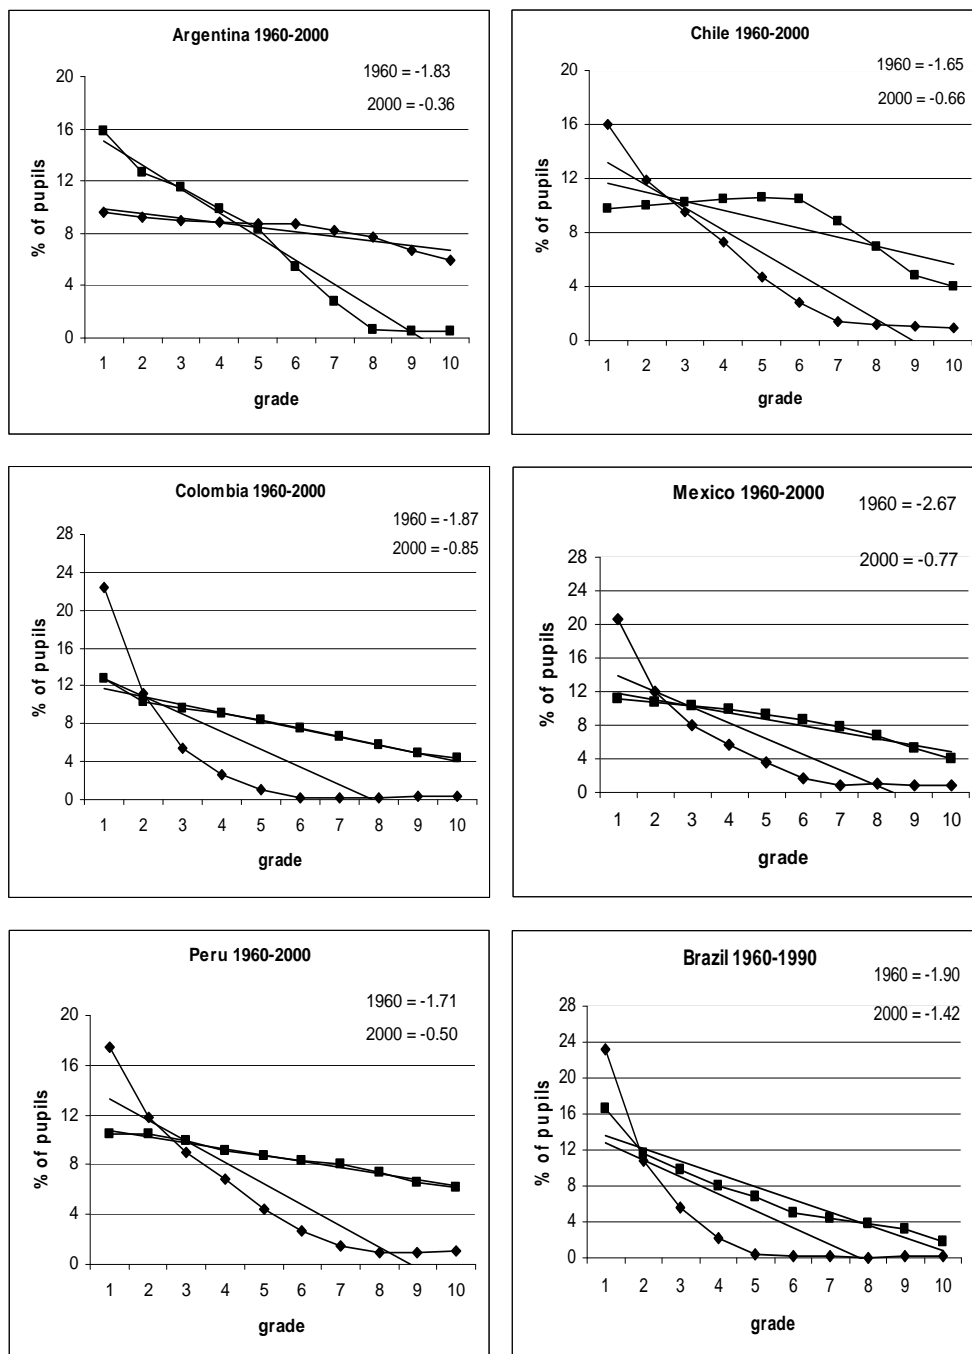 Argentina 1960-2000
1960 = -1.83
2000 = -0.36
20
16
12
8
4
0
% of pupils
1 2 3 4 5 6 7 8 9 10
grade
Chile 1960-2000
1960 = -1.65
2000 = -0.66
20
16
12
8
4
0
% of pupils
1 2 3 4 5 6 7 8 9 10
grade
Colombia 1960-2000
1960 = -1.87
2000 = -0.85
28
24
20
16
12
8
4
0
% of pupils
1 2 3 4 5 6 7 8 9 10
grade
Mexico 1960-2000
1960 = -2.67
2000 = -0.77
28
24
20
16
12
8
4
0
% of pupils
1 2 3 4 5 6 7 8 9 10
grade
Peru 1960-2000
1960 = -1.71
2000 = -0.50
20
16
12
8
4
0
% of pupils
1 2 3 4 5 6 7 8 9 10
grade
Brazil 1960-1990
1960 = -1.90
2000 = -1.42
28
24
20
16
12
8
4
0
% of pupils
1 2 3 4 5 6 7 8 9 10
grade